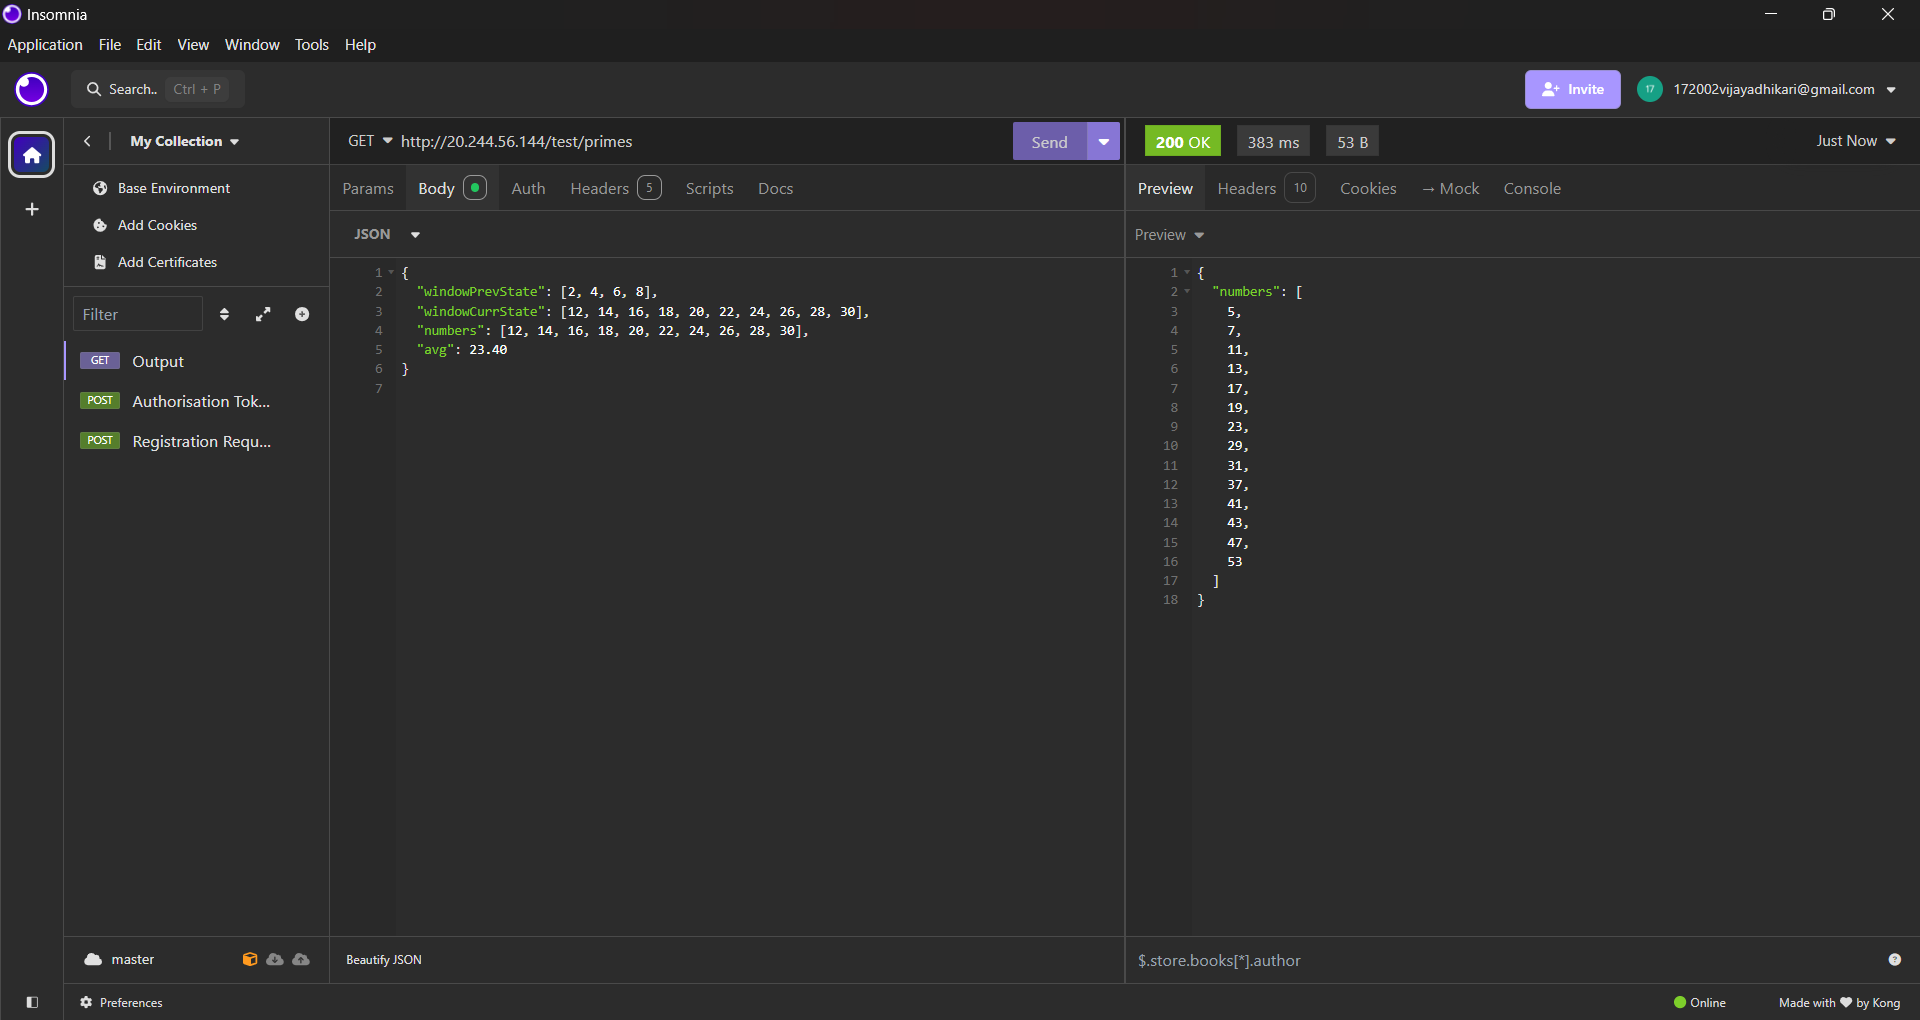 Insomnia
Application File Edit View Window Tools Help
Search.. Ctrl + P
Invite 17 172002vijayadhikari@gmail.com
My Collection
GET http://20.244.56.144/test/primes Send
200 OK 383 ms 53 B Just Now
Base Environment
Add Cookies
Add Certificates
Filter
GET Output
POST Authorisation Tok...
POST Registration Requ...
Params Body Auth Headers 5 Scripts Docs
JSON
1 {
2 "windowPrevState": [2, 4, 6, 8],
3 "windowCurrState": [12, 14, 16, 18, 20, 22, 24, 26, 28, 30],
4 "numbers": [12, 14, 16, 18, 20, 22, 24, 26, 28, 30],
5 "avg": 23.40
6 }
7
Preview Headers 10 Cookies → Mock Console
Preview
1 {
2 "numbers": [
3 5,
4 7,
5 11,
6 13,
7 17,
8 19,
9 23,
10 29,
11 31,
12 37,
13 41,
14 43,
15 47,
16 53
17 ]
18 }
master
Beautify JSON
$.store.books[*].author
Preferences
Online
Made with ♥ by Kong